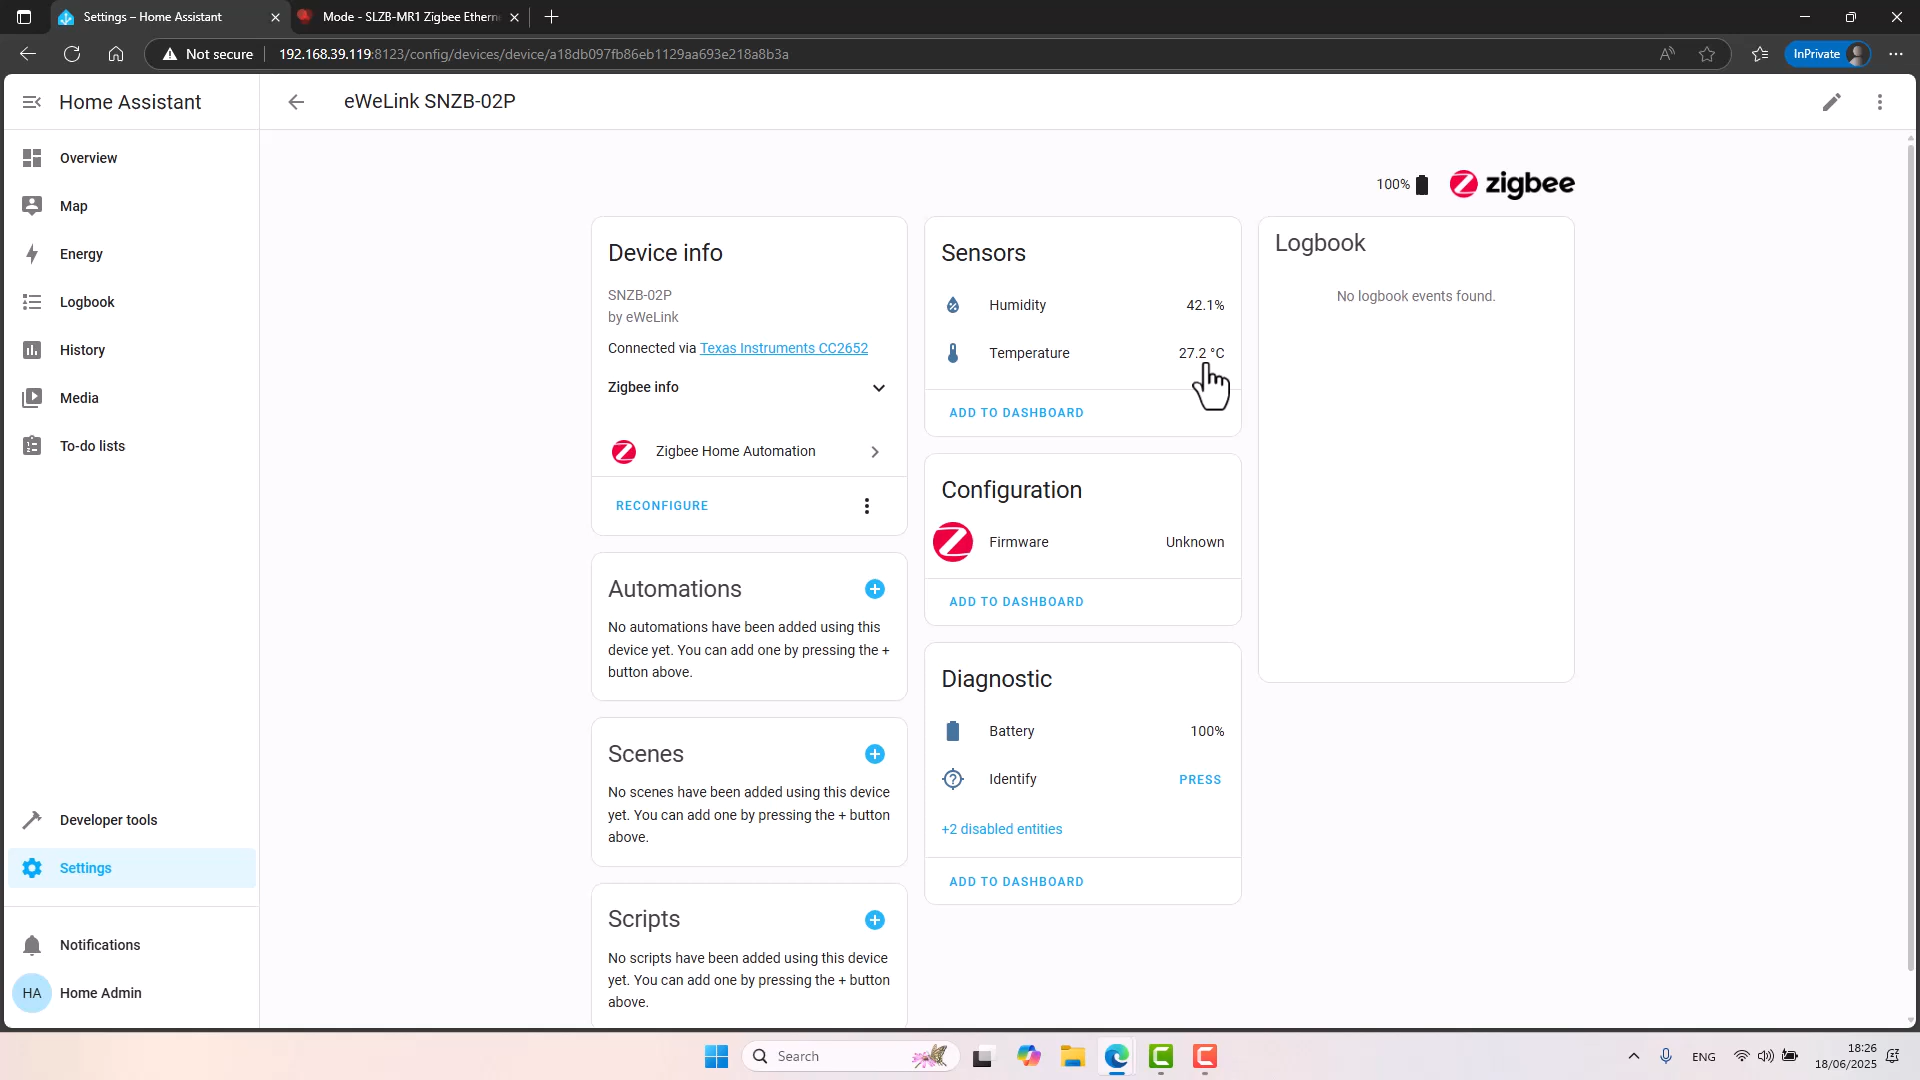 Settings – Home Assistant
Mode - SLZB-MR1 Zigbee Ethern
Not secure
192.168.39.119:8123/config/devices/device/a18db097fb86eb1129aa693e218a8b3a
InPrivate
Home Assistant
eWeLink SNZB-02P
Overview
Map
Energy
Logbook
History
Media
To-do lists
Developer tools
Settings
Notifications
HA
Home Admin
100%
zigbee
Device info
SNZB-02P
by eWeLink
Connected via Texas Instruments CC2652
Zigbee info
Zigbee Home Automation
RECONFIGURE
Automations
No automations have been added using this
device yet. You can add one by pressing the +
button above.
Scenes
No scenes have been added using this device
yet. You can add one by pressing the + button
above.
Scripts
No scripts have been added using this device
yet. You can add one by pressing the + button
above.
Sensors
Humidity 42.1%
Temperature 27.2 °C
ADD TO DASHBOARD
Configuration
Firmware Unknown
ADD TO DASHBOARD
Diagnostic
Battery 100%
Identify PRESS
+2 disabled entities
ADD TO DASHBOARD
Logbook
No logbook events found.
Search
ENG
18:26
18/06/2025